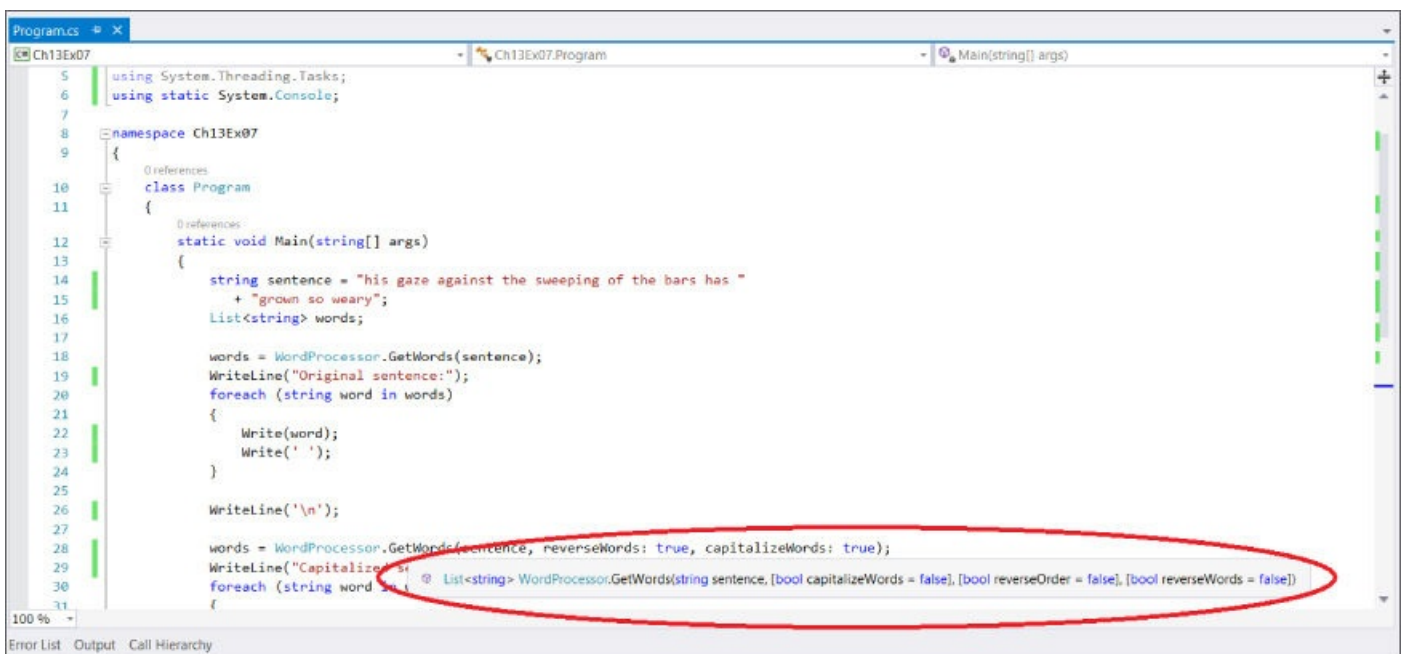 Program.cs
Ch13Ex07 Ch13Ex07.Program Main(string[] args)
5 using System.Threading.Tasks;
6 using static System.Console;
7
8 namespace Ch13Ex07
9 {
0 references
10 class Program
11 {
0 references
12 static void Main(string[] args)
13 {
14 string sentence = "his gaze against the sweeping of the bars has "
15 + "grown so weary";
16 List<string> words;
17
18 words = WordProcessor.GetWords(sentence);
19 WriteLine("Original sentence:");
20 foreach (string word in words)
21 {
22 Write(word);
23 Write(' ');
24 }
25
26 WriteLine('\n');
27
28 words = WordProcessor.GetWords(sentence, reverseWords: true, capitalizeWords: true);
29 WriteLine("Capitalized s
List<string> WordProcessor.GetWords(string sentence, [bool capitalizeWords = false], [bool reverseOrder = false], [bool reverseWords = false])
30 foreach (string word in
31 {
100 %
Error List Output Call Hierarchy